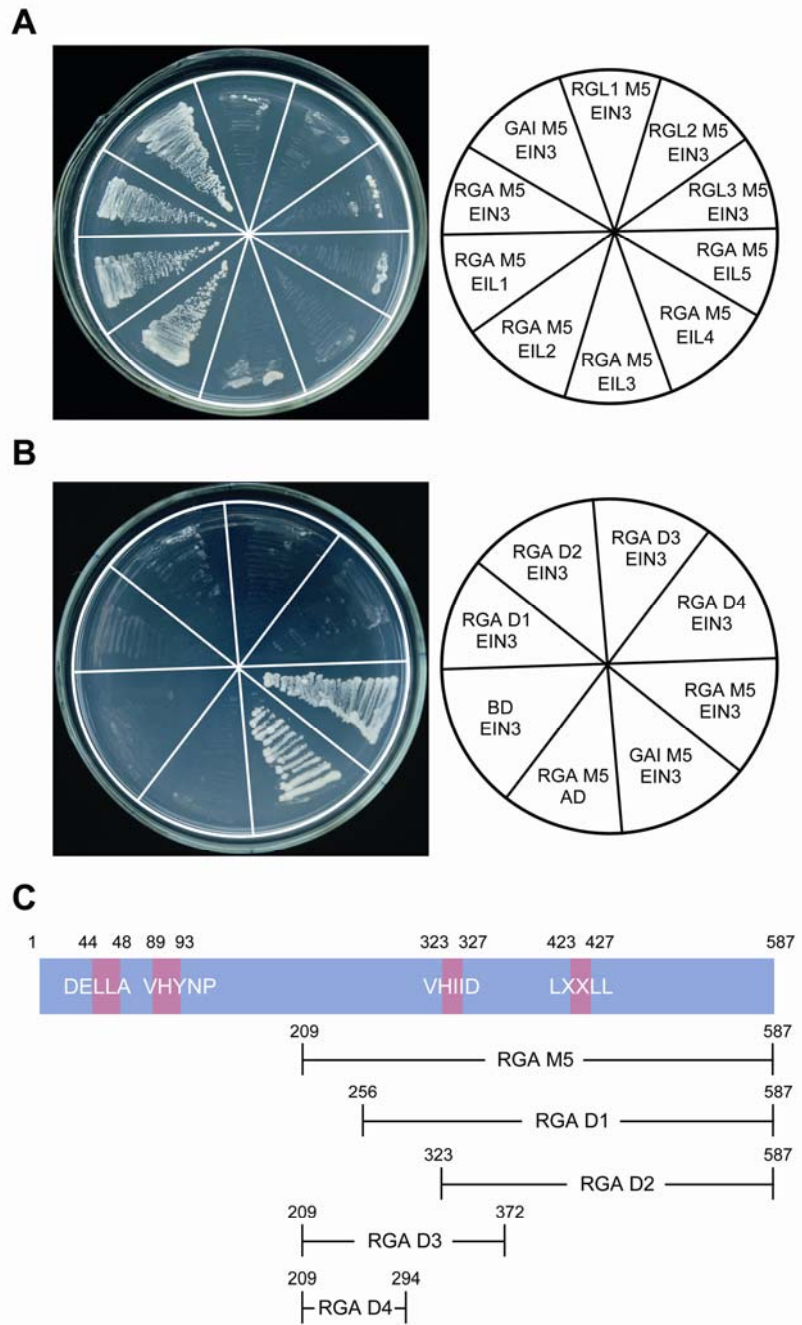 A
RGL1 M5
EIN3
GAI M5
EIN3
RGL2 M5
EIN3
RGA M5
EIN3
RGL3 M5
EIN3
RGA M5
EIL1
RGA M5
EIL5
RGA M5
EIL2
RGA M5
EIL4
RGA M5
EIL3
B
RGA D2
EIN3
RGA D3
EIN3
RGA D1
EIN3
RGA D4
EIN3
BD
EIN3
RGA M5
EIN3
RGA M5
AD
GAI M5
EIN3
C
1 44 48 89 93 323 327 423 427 587
DELLA VHYNP VHIID LXXLL
209 587
RGA M5
256 587
RGA D1
323 587
RGA D2
209 372
RGA D3
209 294
RGA D4